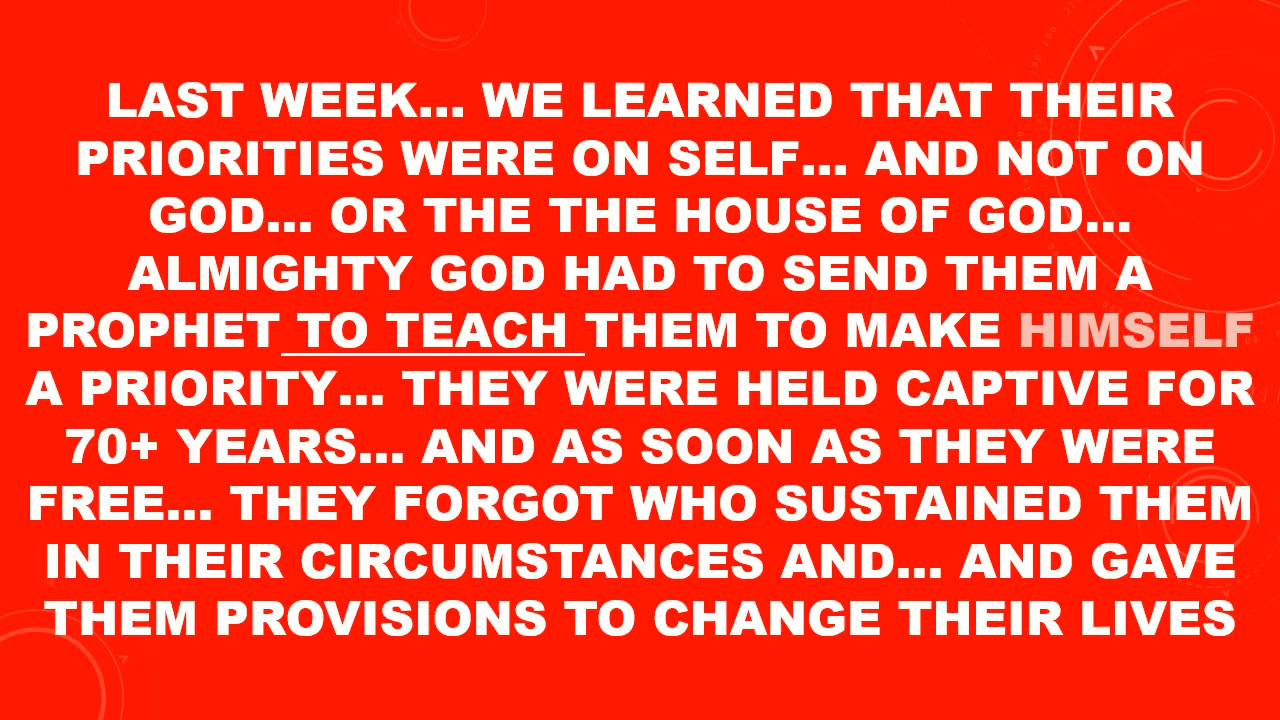 LAST WEEK... WE LEARNED THAT THEIR
PRIORITIES WERE ON SELF... AND NOT ON
GOD... OR THE THE HOUSE OF GOD...
ALMIGHTY GOD HAD TO SEND THEM A
PROPHET TO TEACH THEM TO MAKE HIMSELF
A PRIORITY... THEY WERE HELD CAPTIVE FOR
70+ YEARS... AND AS SOON AS THEY WERE
FREE... THEY FORGOT WHO SUSTAINED THEM
IN THEIR CIRCUMSTANCES AND... AND GAVE
THEM PROVISIONS TO CHANGE THEIR LIVES